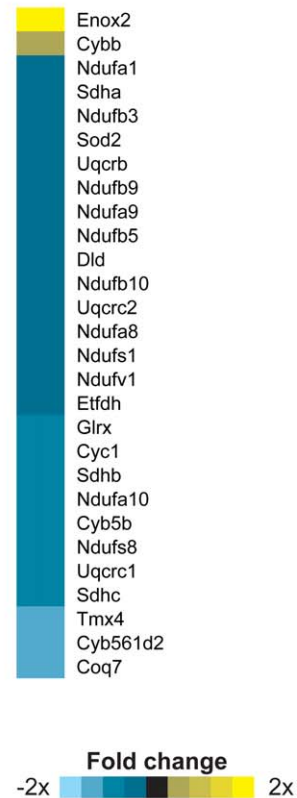 Enox2
Cybb
Ndufa1
Sdha
Ndufb3
Sod2
Uqcrb
Ndufb9
Ndufa9
Ndufb5
Dld
Ndufb10
Uqcrc2
Ndufa8
Ndufs1
Ndufv1
Etfdh
Glrx
Cyc1
Sdhb
Ndufa10
Cyb5b
Ndufs8
Uqcrc1
Sdhc
Tmx4
Cyb561d2
Coq7
Fold change
-2x 2x